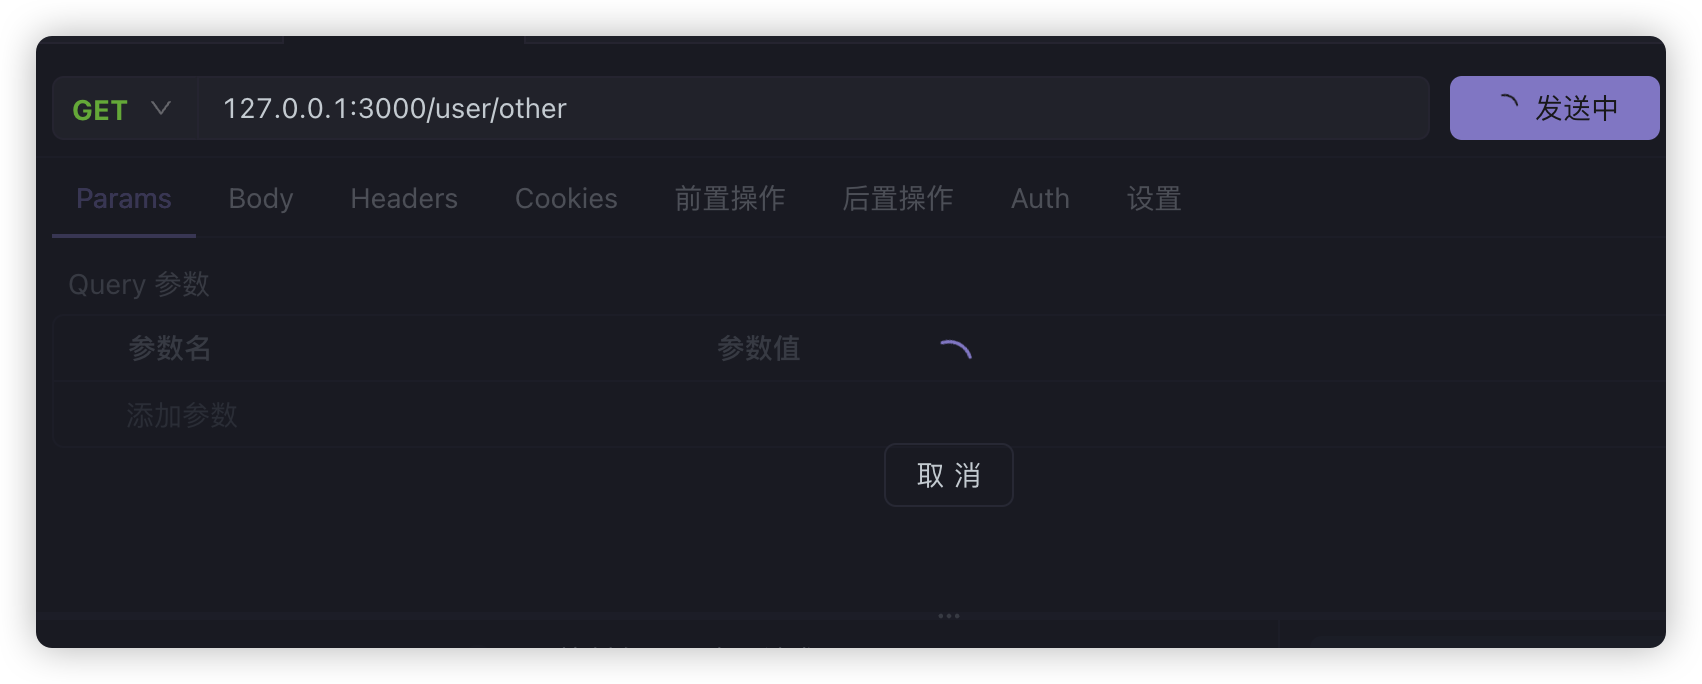 GET 127.0.0.1:3000/user/other 发送中
Params Body Headers Cookies 前置操作 后置操作 Auth 设置
Query 参数
参数名 参数值
添加参数
取 消